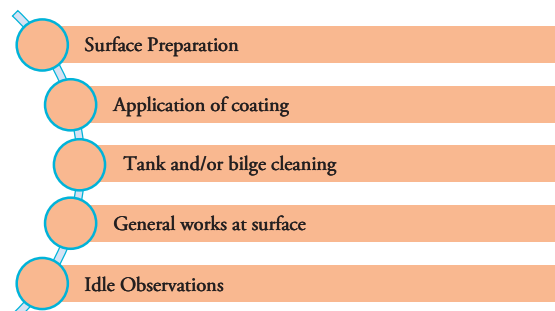 Surface Preparation
Application of coating
Tank and/or bilge cleaning
General works at surface
Idle Observations